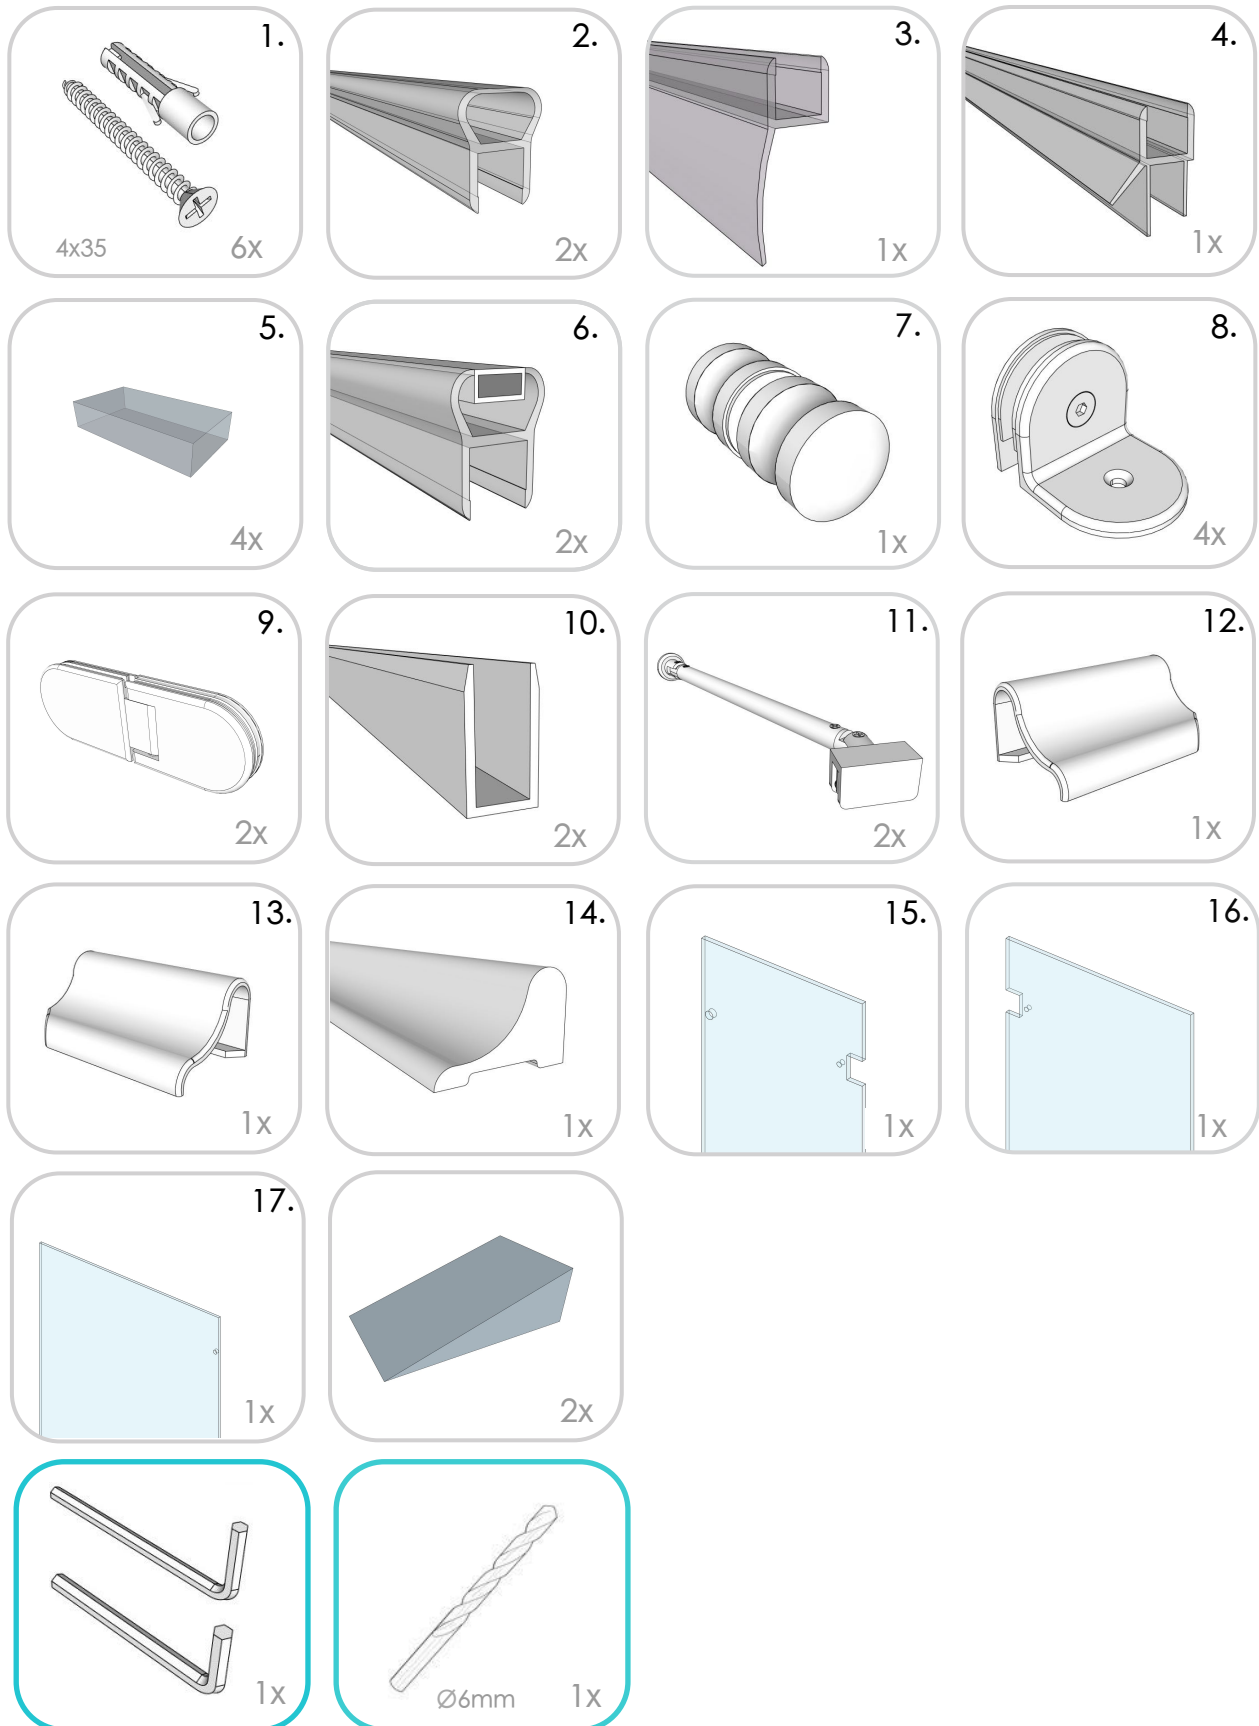 1.
4x35 6x
2.
2x
3.
1x
4.
1x
5.
4x
6.
2x
7.
1x
8.
4x
9.
2x
10.
2x
11.
2x
12.
1x
13.
1x
14.
1x
15.
1x
16.
1x
17.
1x
2x
1x
Ø6mm 1x